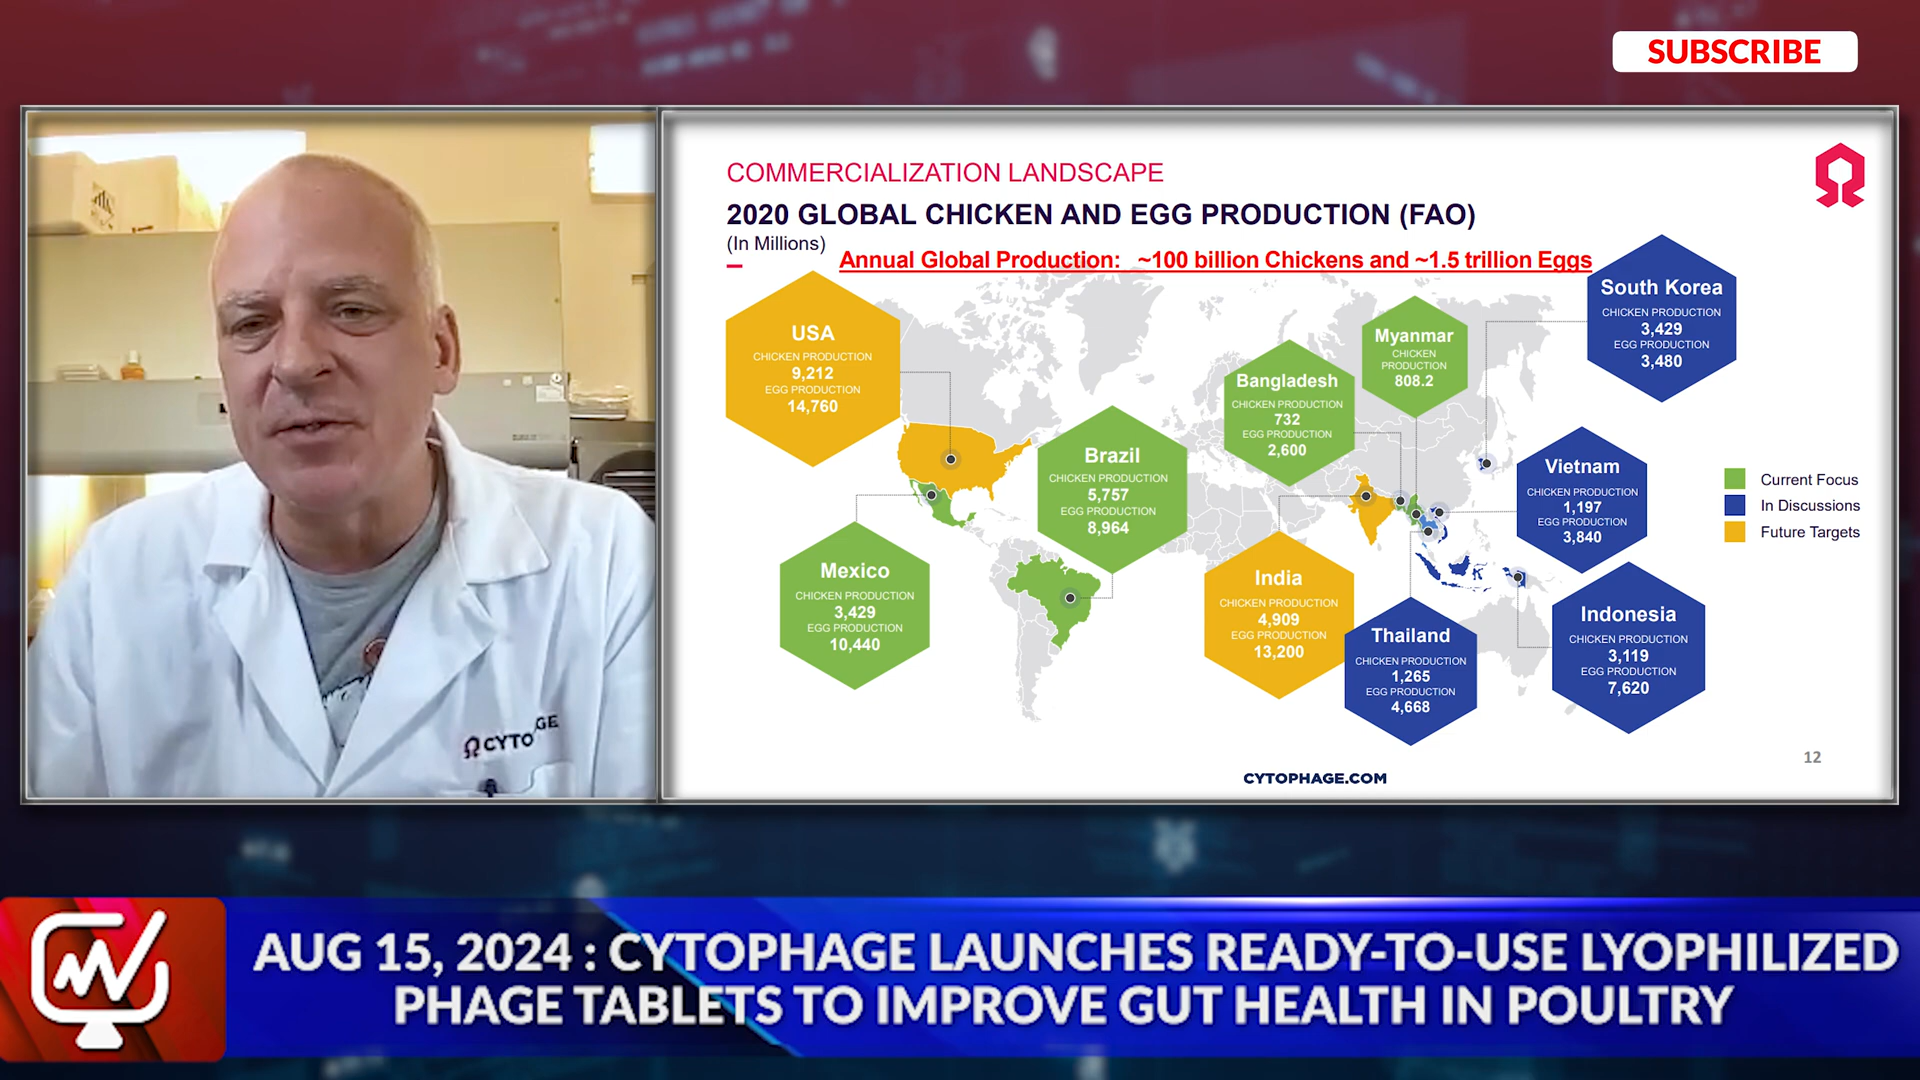 SUBSCRIBE
COMMERCIALIZATION LANDSCAPE
2020 GLOBAL CHICKEN AND EGG PRODUCTION (FAO)
(In Millions)
Annual Global Production: ~100 billion Chickens and ~1.5 trillion Eggs
USA
CHICKEN PRODUCTION
9,212
EGG PRODUCTION
14,760
Mexico
CHICKEN PRODUCTION
3,429
EGG PRODUCTION
10,440
Brazil
CHICKEN PRODUCTION
5,757
EGG PRODUCTION
8,964
Bangladesh
CHICKEN PRODUCTION
732
EGG PRODUCTION
2,600
Myanmar
CHICKEN
PRODUCTION
808.2
South Korea
CHICKEN PRODUCTION
3,429
EGG PRODUCTION
3,480
Vietnam
CHICKEN PRODUCTION
1,197
EGG PRODUCTION
3,840
India
CHICKEN PRODUCTION
4,909
EGG PRODUCTION
13,200
Thailand
CHICKEN PRODUCTION
1,265
EGG PRODUCTION
4,668
Indonesia
CHICKEN PRODUCTION
3,119
EGG PRODUCTION
7,620
Current Focus
In Discussions
Future Targets
12
CYTOPHAGE.COM
CYTO GE
AUG 15, 2024 : CYTOPHAGE LAUNCHES READY-TO-USE LYOPHILIZED
PHAGE TABLETS TO IMPROVE GUT HEALTH IN POULTRY